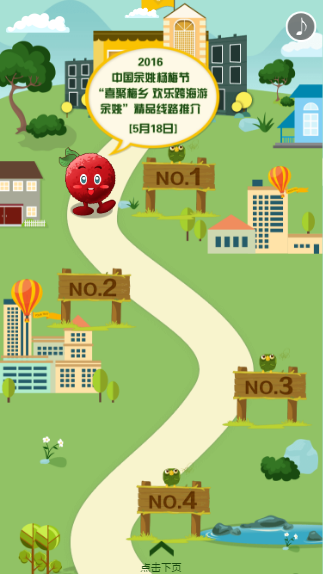 2016
中国余姚杨梅节
“喜聚梅乡 欢乐跨海游
余姚”精品线路推介
[5月18日]
NO.1
NO.2
NO.3
NO.4
点击下页